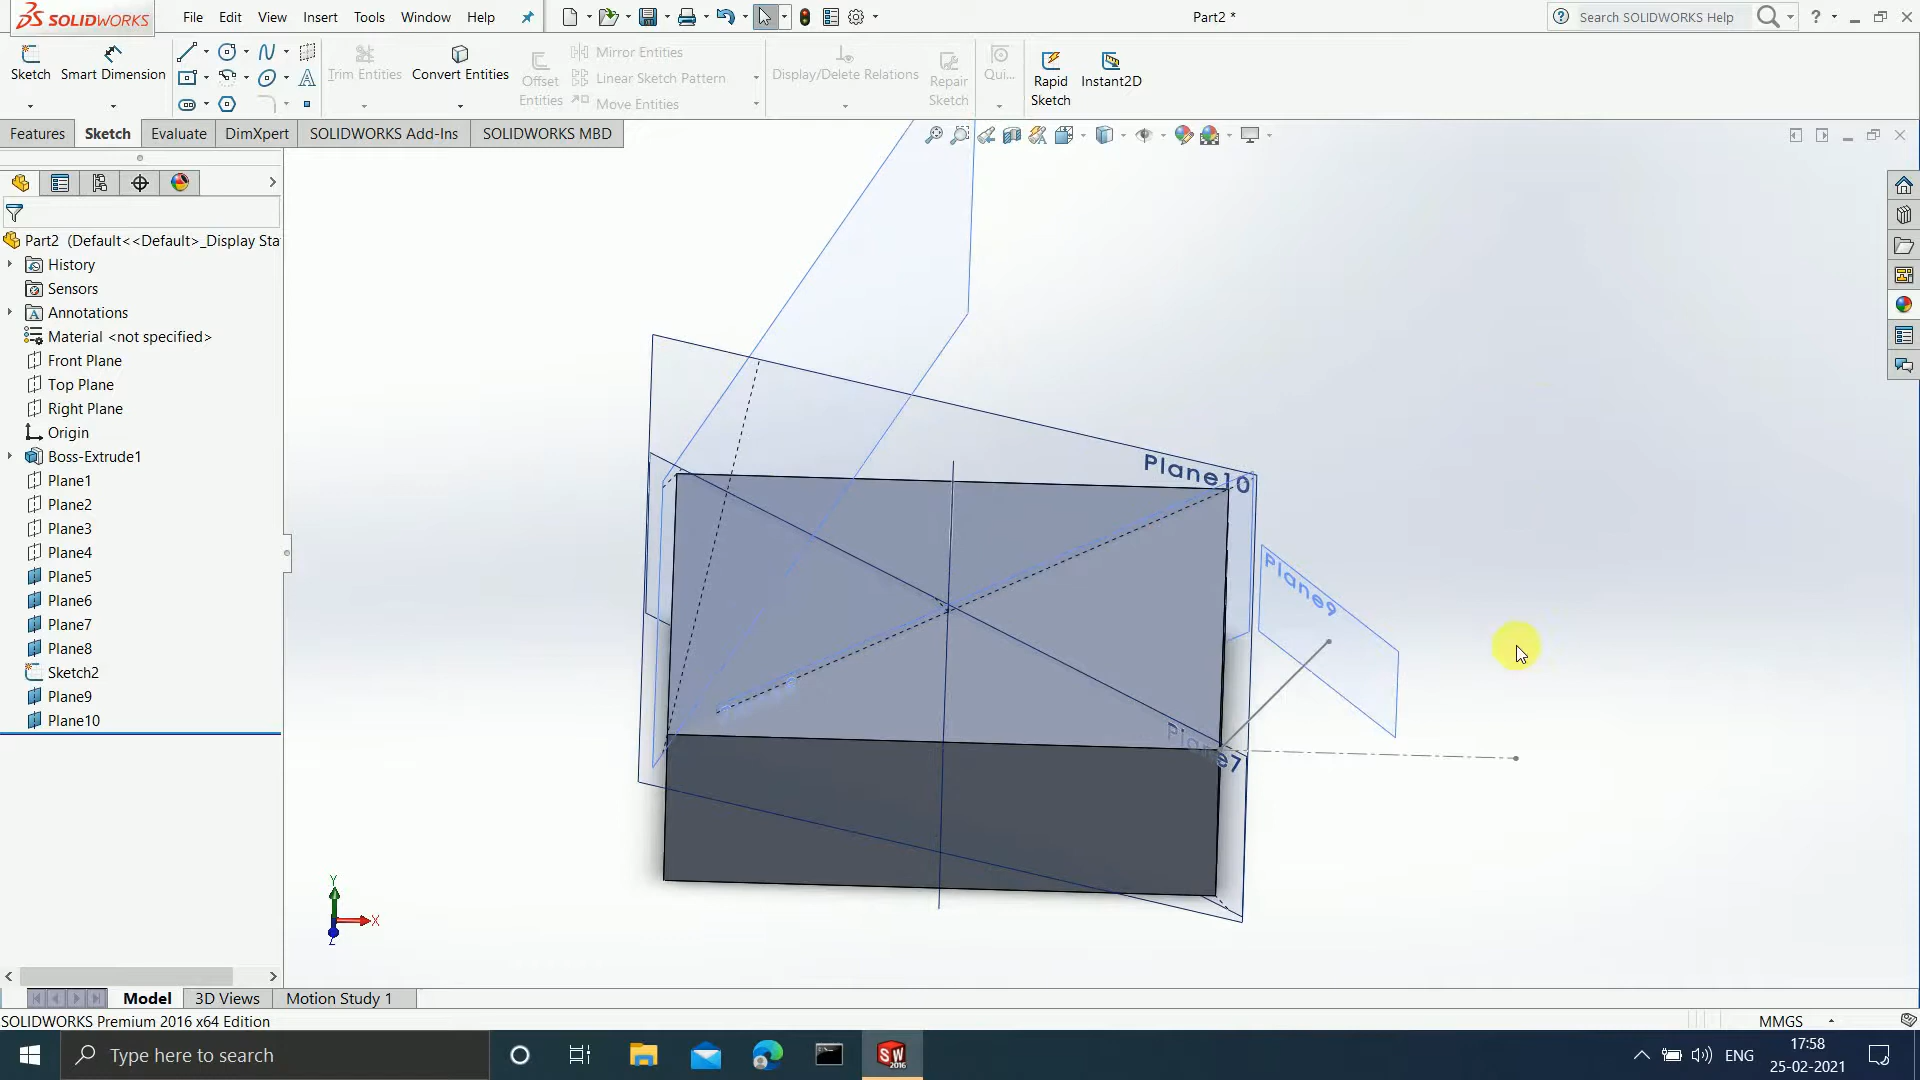 SOLIDWORKS
File Edit View Insert Tools Window Help
Part2 *
Search SOLIDWORKS Help
?
Sketch
Smart Dimension
Trim Entities
Convert Entities
Offset
Entities
Mirror Entities
Linear Sketch Pattern
Move Entities
Display/Delete Relations
Repair
Sketch
Qui...
Rapid
Sketch
Instant2D
Features Sketch Evaluate DimXpert SOLIDWORKS Add-Ins SOLIDWORKS MBD
Part2 (Default<<Default>_Display Sta
History
Sensors
Annotations
Material <not specified>
Front Plane
Top Plane
Right Plane
Origin
Boss-Extrude1
Plane1
Plane2
Plane3
Plane4
Plane5
Plane6
Plane7
Plane8
Sketch2
Plane9
Plane10
Plane10
Plane9
Plane7
Y
X
Z
Model 3D Views Motion Study 1
SOLIDWORKS Premium 2016 x64 Edition
MMGS
Type here to search
SW
2016
ENG
17:58
25-02-2021